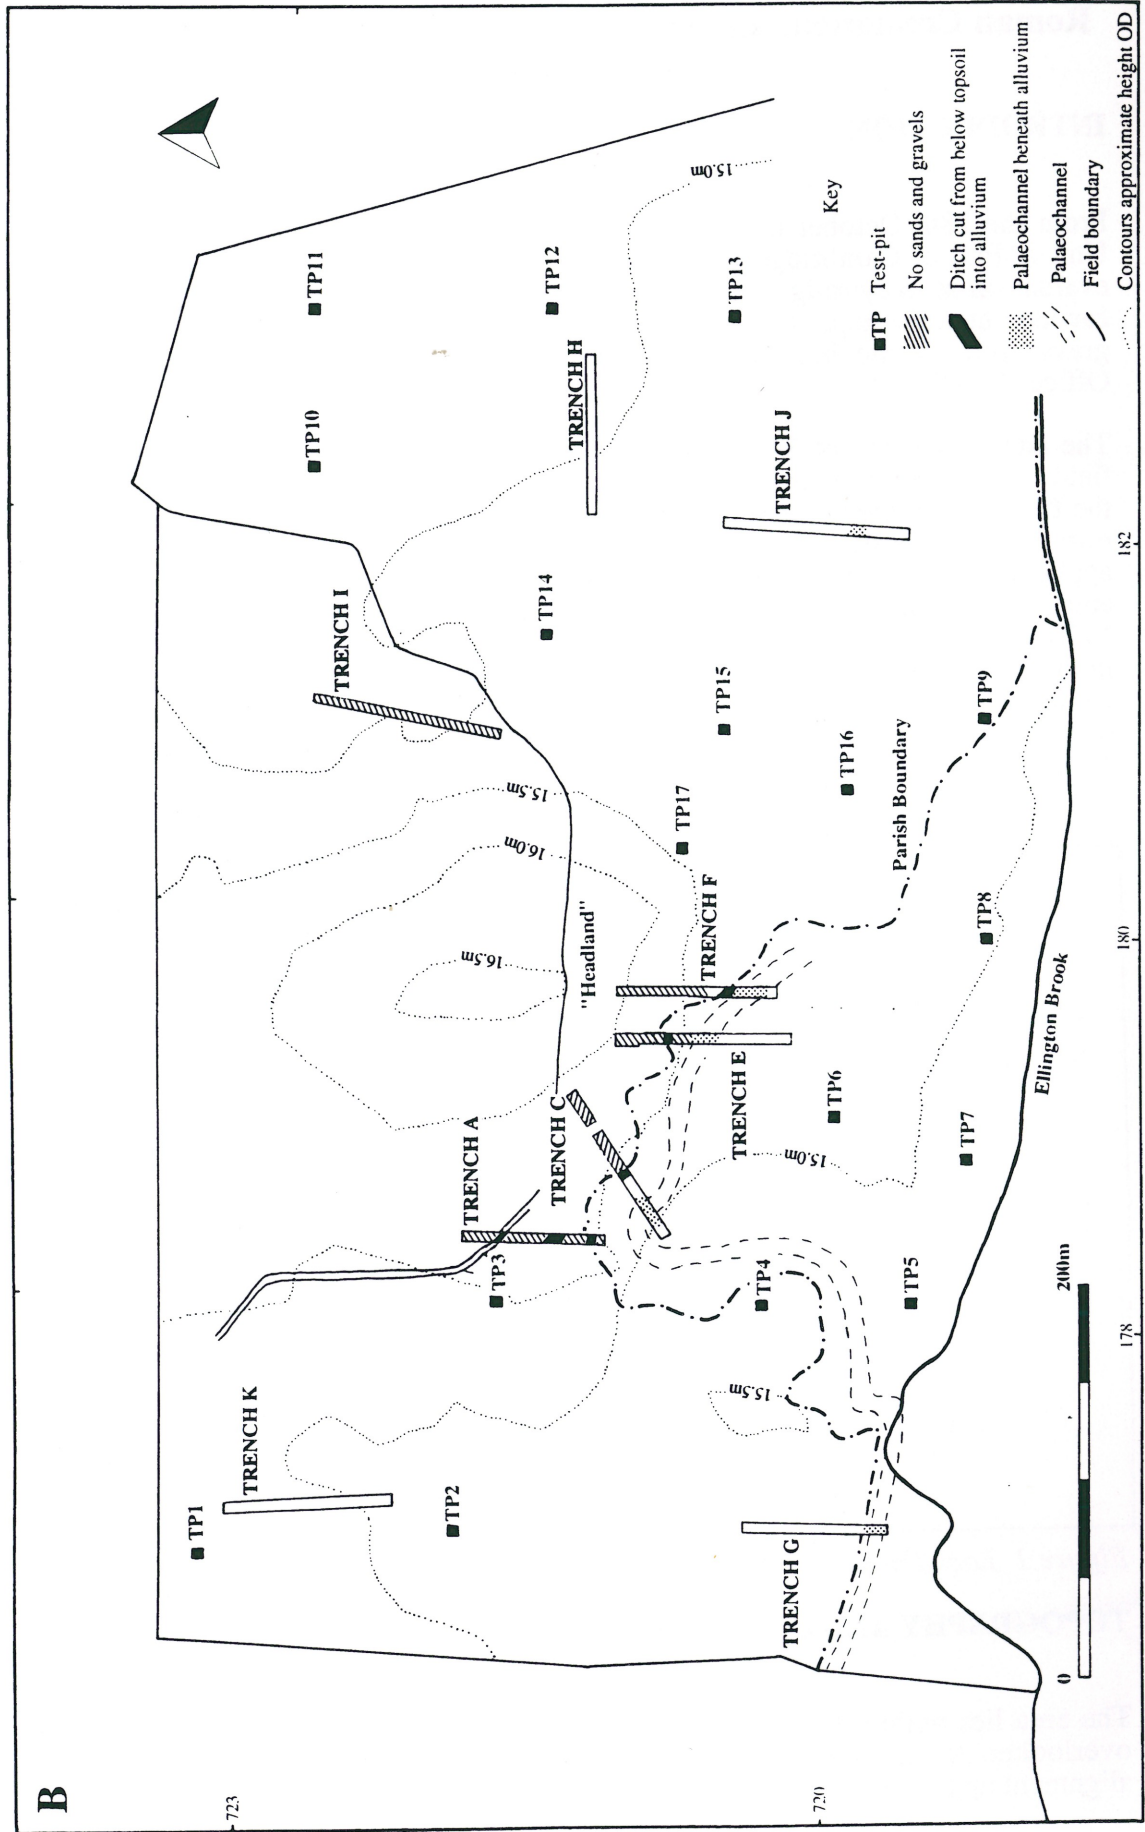 B
723
720
178
180
182
TP1
TRENCH K
TP2
TRENCH G
TP3
TRENCH A
TRENCH C
TP4
TP5
TP6
TP7
TRENCH E
TRENCH F
"Headland"
TP17
TP8
TP9
TP16
TP15
TP14
TRENCH I
TRENCH J
TRENCH H
TP10
TP11
TP12
TP13
15.5m
15.0m
16.5m
16.0m
15.5m
15.0m
Parish Boundary
Ellington Brook
0
200m
Key
TP Test-pit
No sands and gravels
Ditch cut from below topsoil
into alluvium
Palaeochannel beneath alluvium
Palaeochannel
Field boundary
Contours approximate height OD